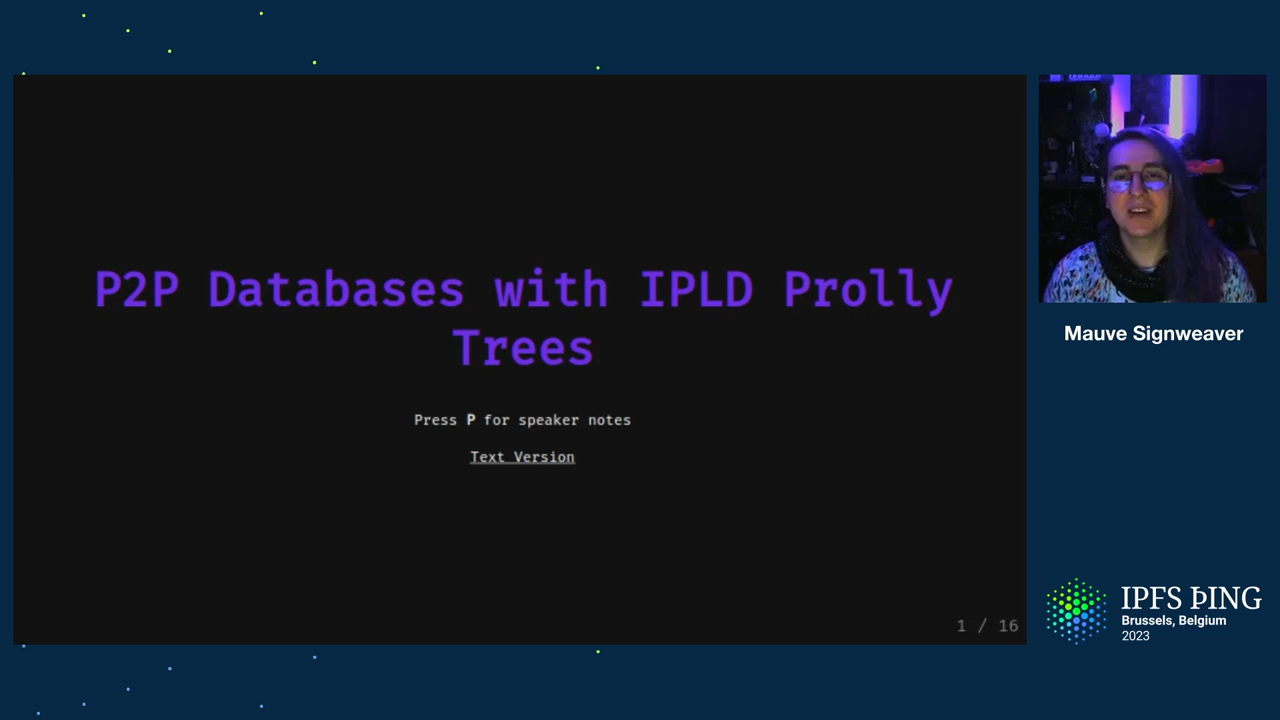 P2P Databases with IPLD Prolly
Trees
Press P for speaker notes
Text Version
1 / 16
Mauve Signweaver
IPFS ÞING
Brussels, Belgium
2023